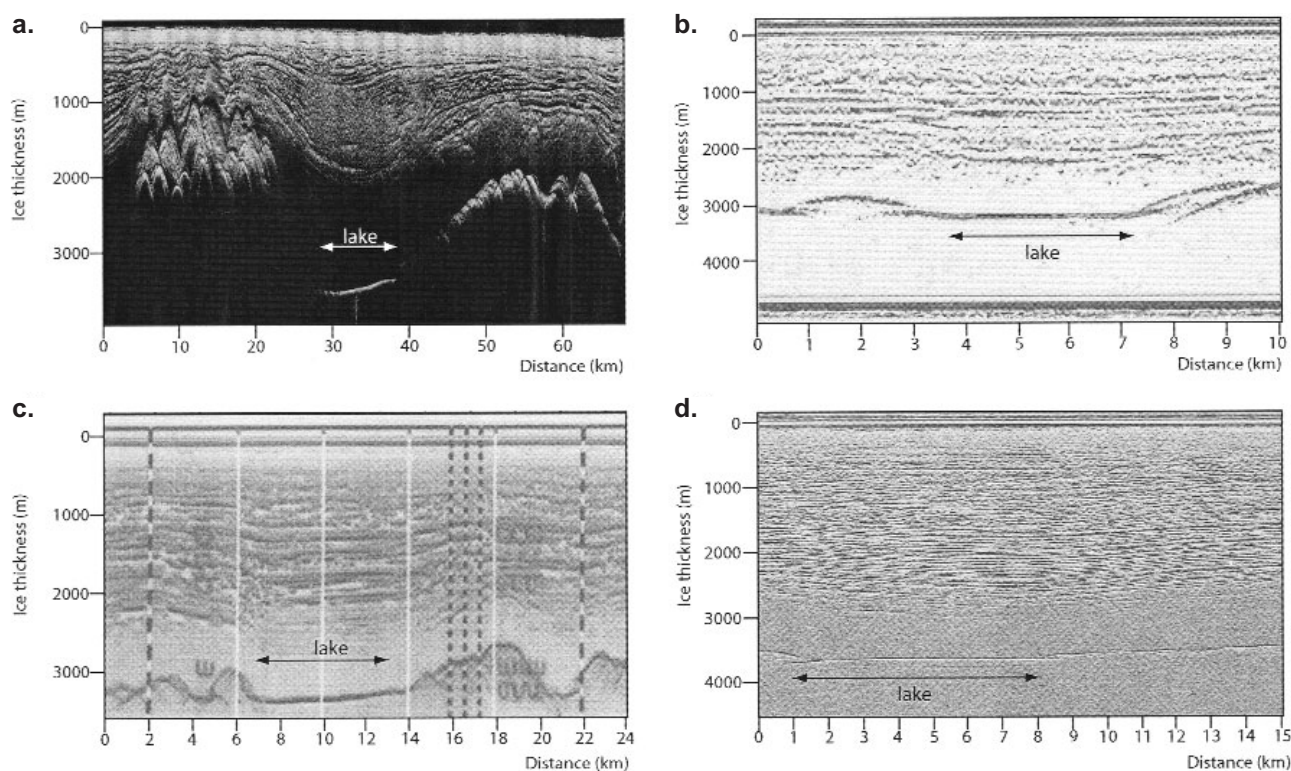 a.
0
1000
2000
3000
Ice thickness (m)
lake
0 10 20 30 40 50 60
Distance (km)
b.
0
1000
2000
3000
4000
Ice thickness (m)
lake
0 1 2 3 4 5 6 7 8 9 10
Distance (km)
c.
0
1000
2000
3000
Ice thickness (m)
lake
0 2 4 6 8 10 12 14 16 18 20 22 24
Distance (km)
d.
0
1000
2000
3000
4000
Ice thickness (m)
lake
0 1 2 3 4 5 6 7 8 9 10 11 12 13 14 15
Distance (km)